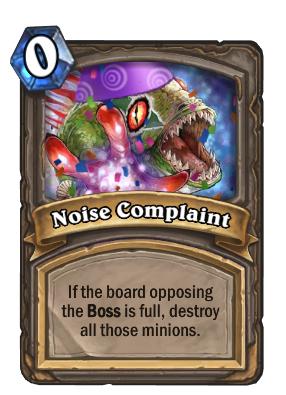 0
Noise Complaint
If the board opposing
the Boss is full, destroy
all those minions.